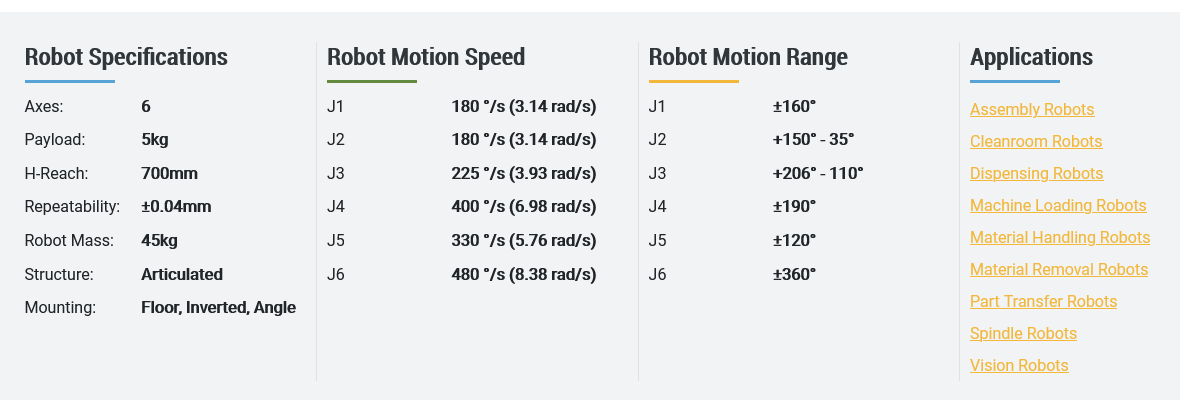 Robot Specifications
Axes: 6
Payload: 5kg
H-Reach: 700mm
Repeatability: ±0.04mm
Robot Mass: 45kg
Structure: Articulated
Mounting: Floor, Inverted, Angle
Robot Motion Speed
J1 180 °/s (3.14 rad/s)
J2 180 °/s (3.14 rad/s)
J3 225 °/s (3.93 rad/s)
J4 400 °/s (6.98 rad/s)
J5 330 °/s (5.76 rad/s)
J6 480 °/s (8.38 rad/s)
Robot Motion Range
J1 ±160°
J2 +150° - 35°
J3 +206° - 110°
J4 ±190°
J5 ±120°
J6 ±360°
Applications
Assembly Robots
Cleanroom Robots
Dispensing Robots
Machine Loading Robots
Material Handling Robots
Material Removal Robots
Part Transfer Robots
Spindle Robots
Vision Robots